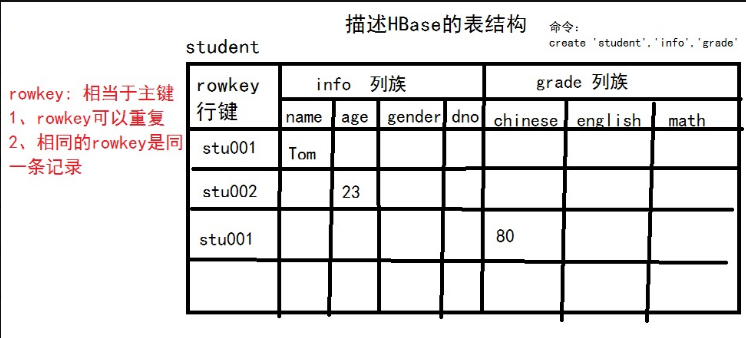 描述HBase的表结构
命令:
create 'student','info','grade'
student
rowkey: 相当于主键
1、rowkey可以重复
2、相同的rowkey是同
一条记录
rowkey
行键
info 列族
grade 列族
name age gender dno chinese english math
stu001 Tom
stu002 23
stu001 80